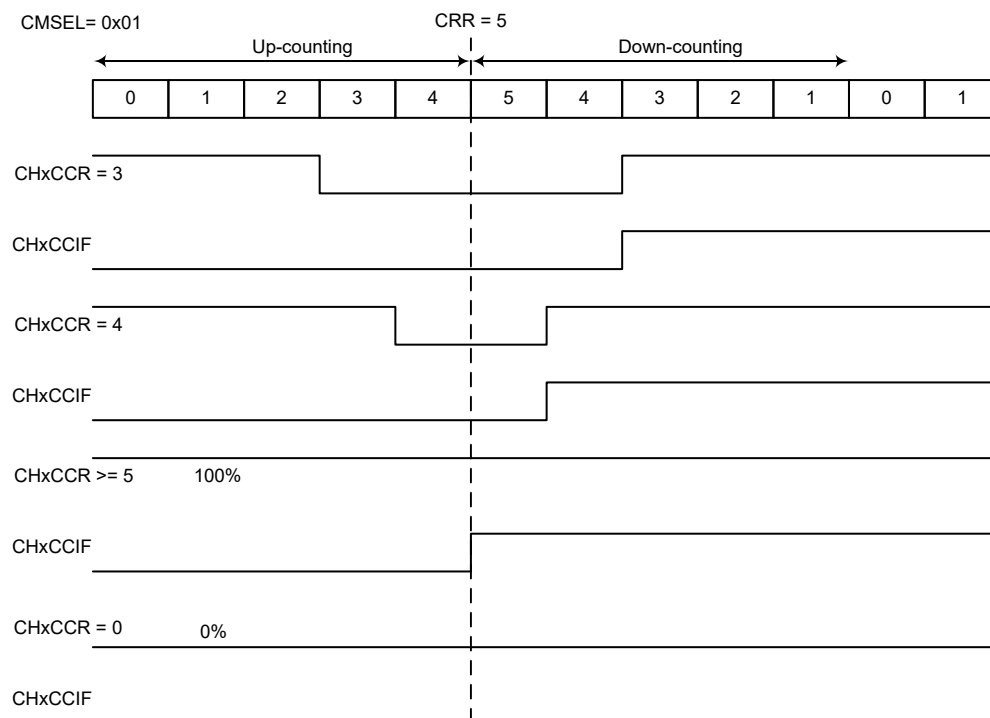 CMSEL= 0x01
CRR = 5
Up-counting
Down-counting
0 1 2 3 4 5 4 3 2 1 0 1
CHxCCR = 3
CHxCCIF
CHxCCR = 4
CHxCCIF
CHxCCR >= 5 100%
CHxCCIF
CHxCCR = 0 0%
CHxCCIF